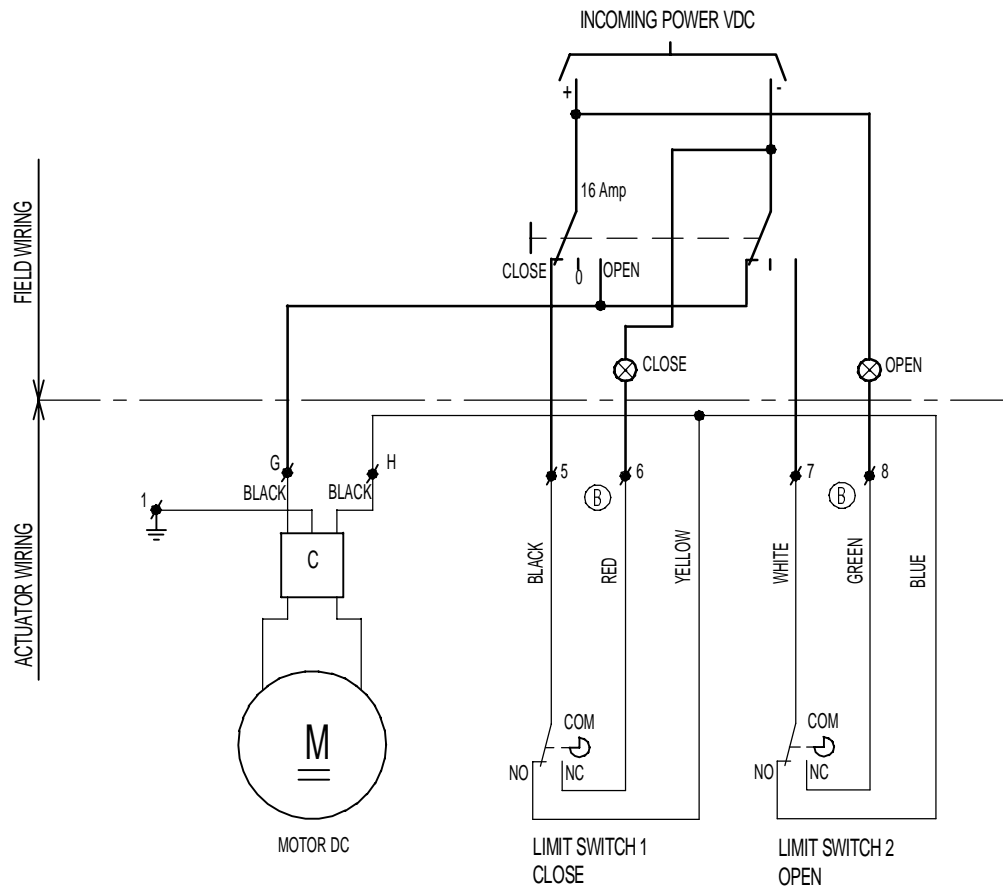 INCOMING POWER VDC
+
-
16 Amp
CLOSE
0
OPEN
I
FIELD WIRING
CLOSE
OPEN
G
H
5
6
7
8
1
BLACK
BLACK
B
B
C
ACTUATOR WIRING
BLACK
RED
YELLOW
WHITE
GREEN
BLUE
M
COM
COM
NO
NC
NO
NC
MOTOR DC
LIMIT SWITCH 1
CLOSE
LIMIT SWITCH 2
OPEN